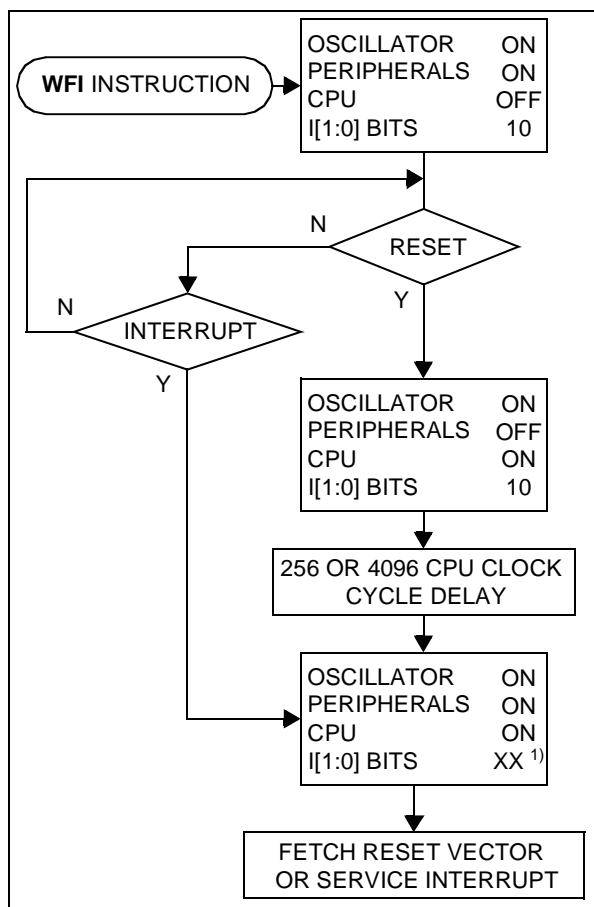 WFI INSTRUCTION
OSCILLATOR ON
PERIPHERALS ON
CPU OFF
I[1:0] BITS 10
N
RESET
Y
N
INTERRUPT
Y
OSCILLATOR ON
PERIPHERALS OFF
CPU ON
I[1:0] BITS 10
256 OR 4096 CPU CLOCK
CYCLE DELAY
OSCILLATOR ON
PERIPHERALS ON
CPU ON
I[1:0] BITS XX 1)
FETCH RESET VECTOR
OR SERVICE INTERRUPT